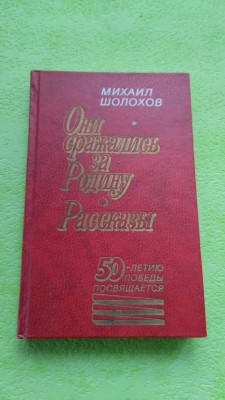 МИХАИЛ
ШОЛОХОВ
Они
сражались
за
Родину
Рассказы
50-ЛЕТИЮ
ПОБЕДЫ
ПОСВЯЩАЕТСЯ